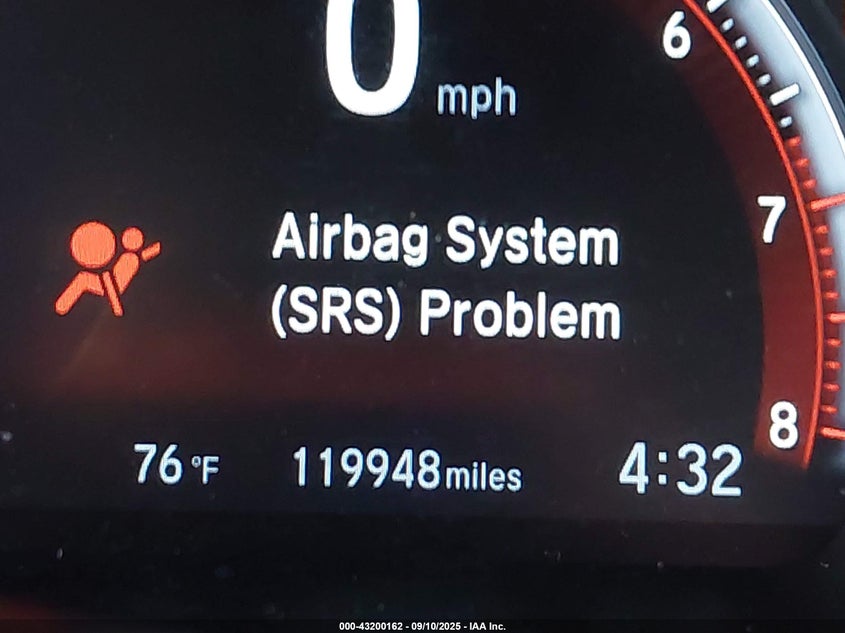 0 mph
6
7
8
Airbag System
(SRS) Problem
76 °F 119948 miles 4:32
000-43200162 - 09/10/2025 - IAA Inc.